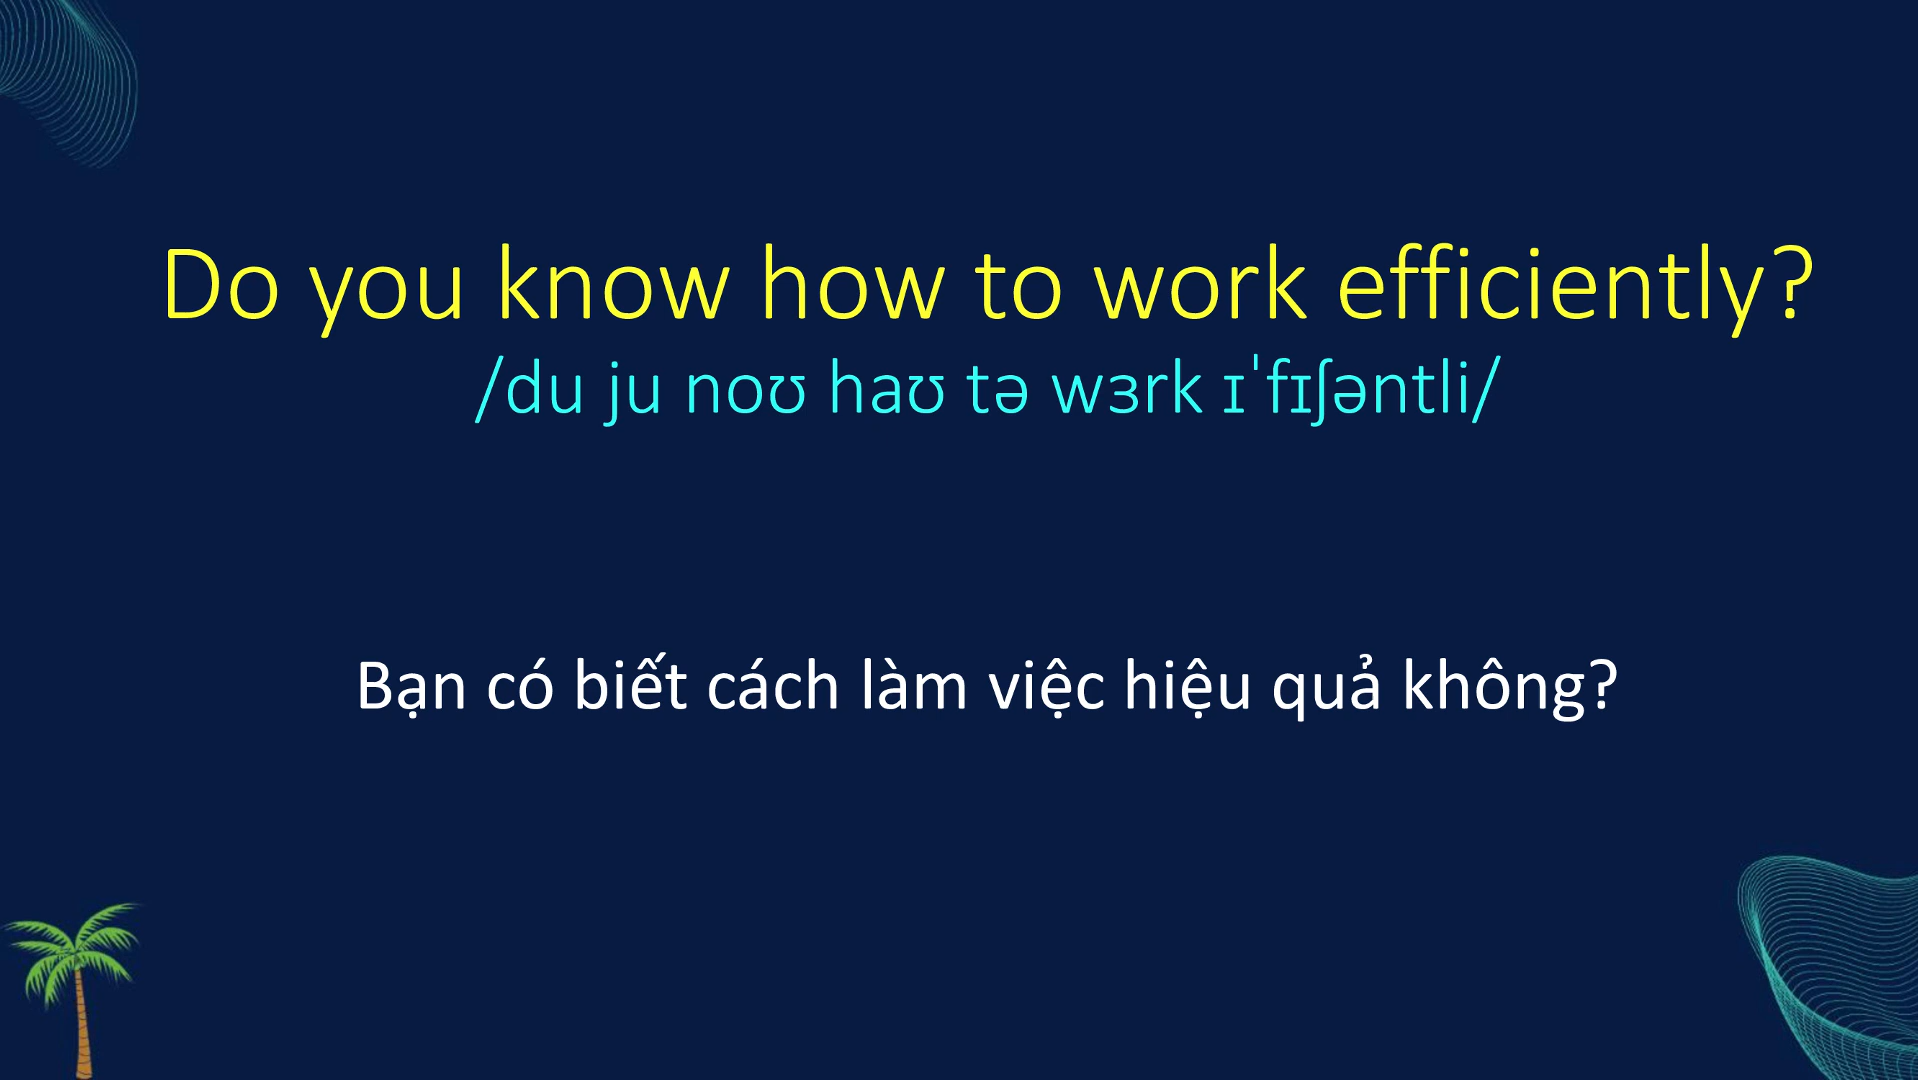 Do you know how to work efficiently?
/du ju noʊ haʊ tə wɜrk ɪˈfɪʃəntli/
Bạn có biết cách làm việc hiệu quả không?